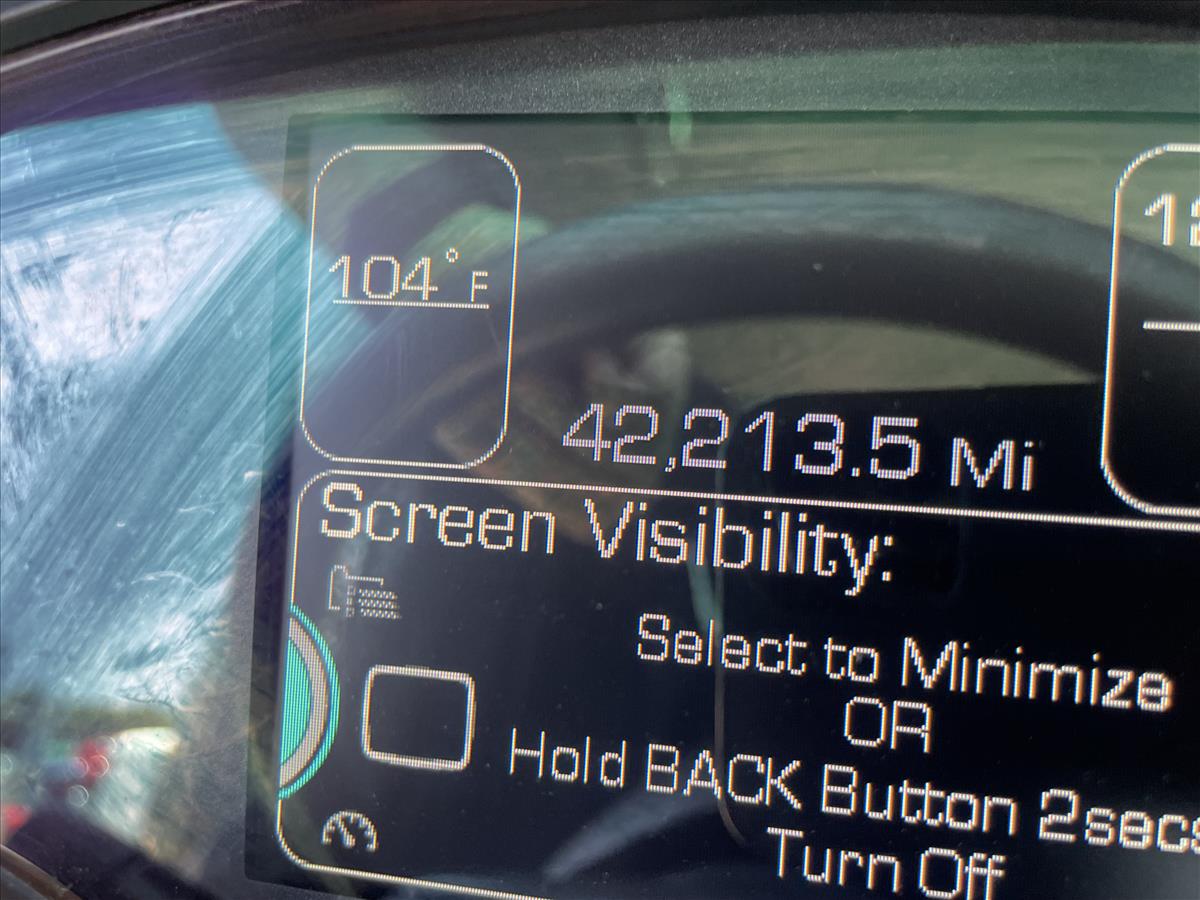 104° F
42,213.5 Mi
Screen Visibility:
Select to Minimize
OR
Hold BACK Button 2secs
Turn Off